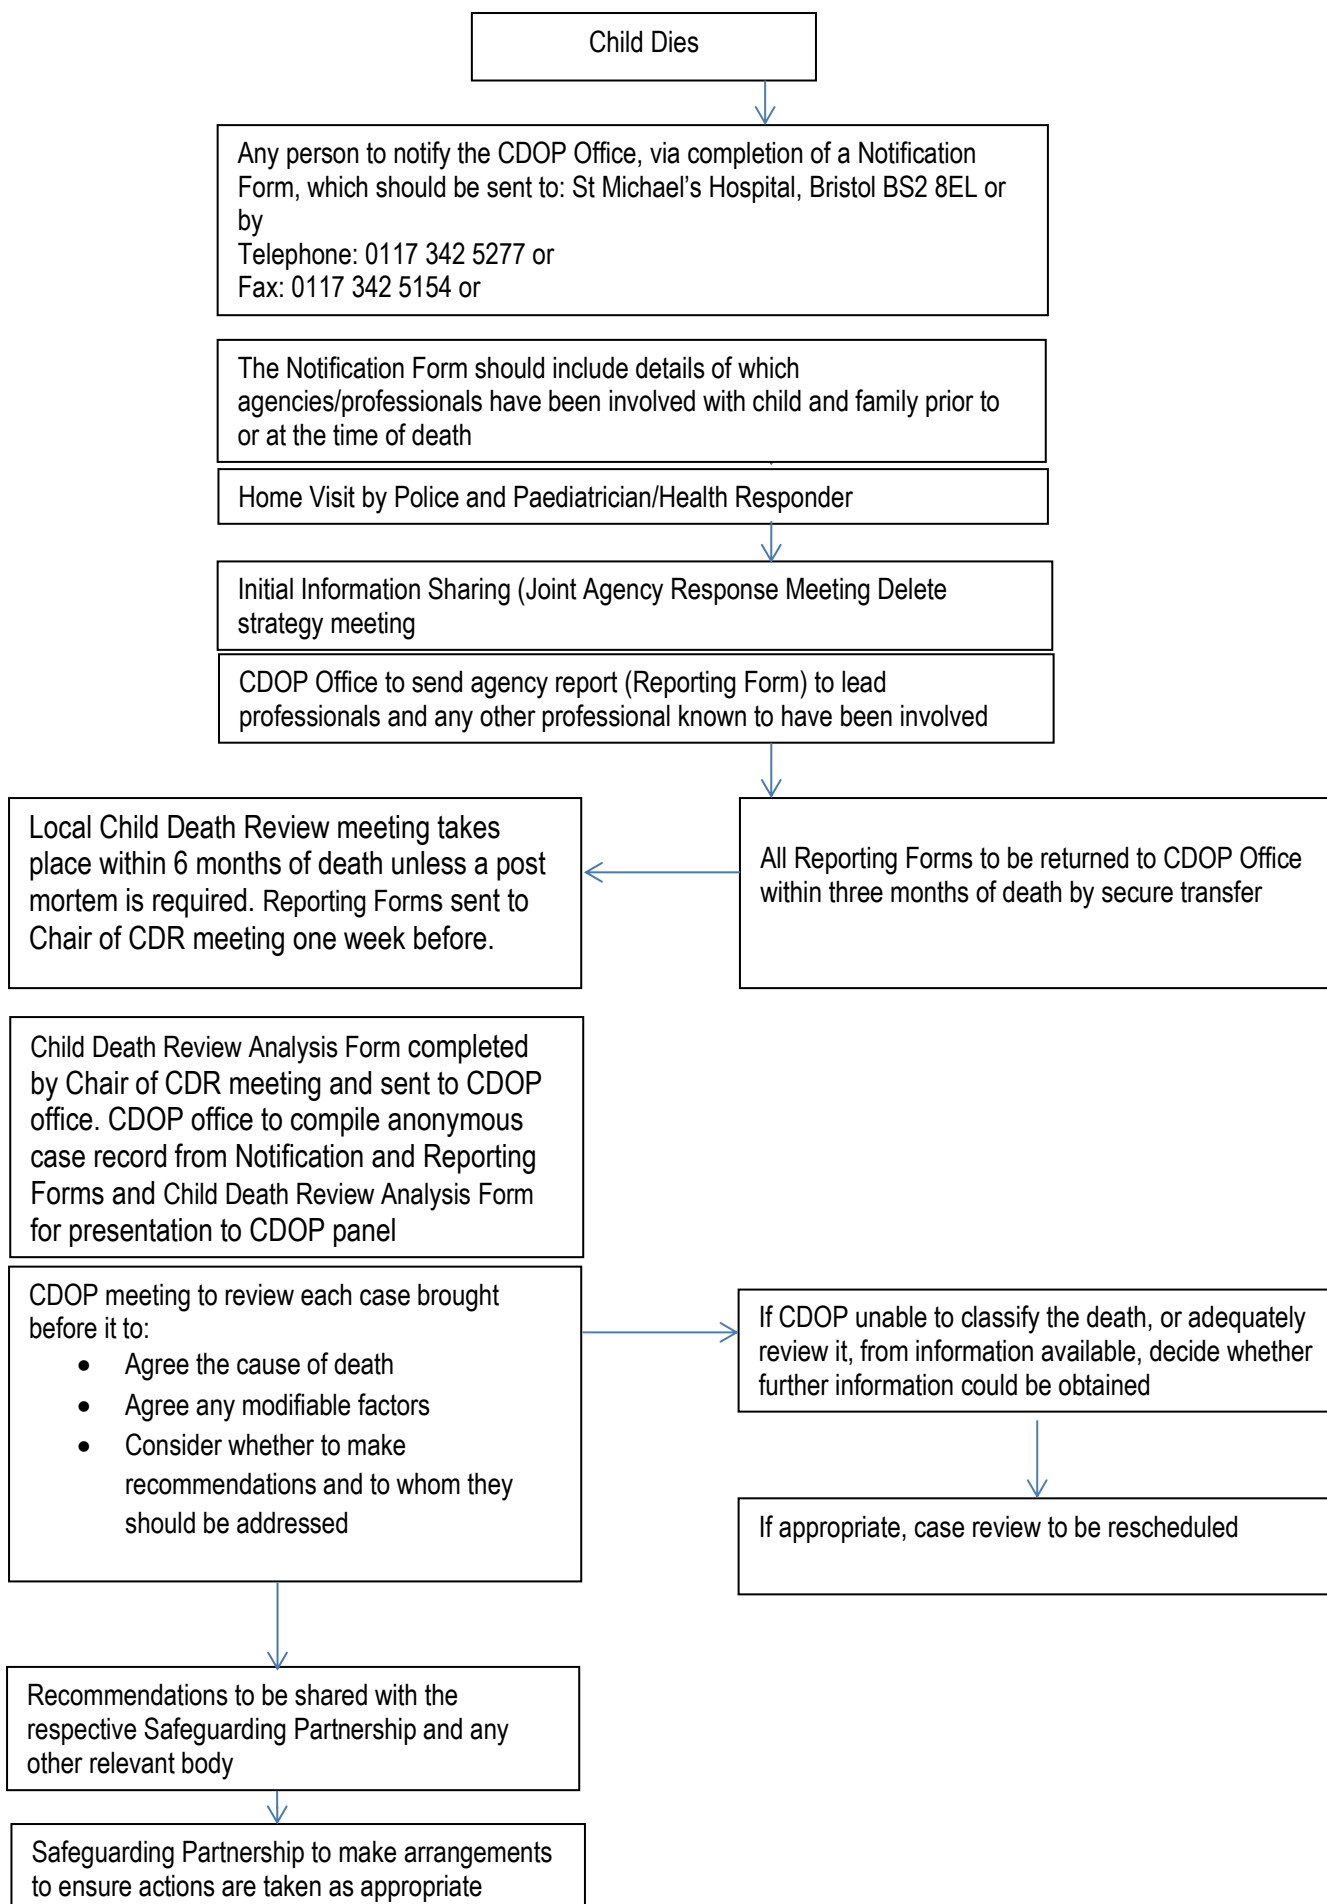 Child Dies
Any person to notify the CDOP Office, via completion of a Notification
Form, which should be sent to: St Michael’s Hospital, Bristol BS2 8EL or
by
Telephone: 0117 342 5277 or
Fax: 0117 342 5154 or
The Notification Form should include details of which
agencies/professionals have been involved with child and family prior to
or at the time of death
Home Visit by Police and Paediatrician/Health Responder
Initial Information Sharing (Joint Agency Response Meeting Delete
strategy meeting
CDOP Office to send agency report (Reporting Form) to lead
professionals and any other professional known to have been involved
All Reporting Forms to be returned to CDOP Office
within three months of death by secure transfer
Local Child Death Review meeting takes
place within 6 months of death unless a post
mortem is required. Reporting Forms sent to
Chair of CDR meeting one week before.
Child Death Review Analysis Form completed
by Chair of CDR meeting and sent to CDOP
office. CDOP office to compile anonymous
case record from Notification and Reporting
Forms and Child Death Review Analysis Form
for presentation to CDOP panel
CDOP meeting to review each case brought
before it to:
• Agree the cause of death
• Agree any modifiable factors
• Consider whether to make
recommendations and to whom they
should be addressed
If CDOP unable to classify the death, or adequately
review it, from information available, decide whether
further information could be obtained
If appropriate, case review to be rescheduled
Recommendations to be shared with the
respective Safeguarding Partnership and any
other relevant body
Safeguarding Partnership to make arrangements
to ensure actions are taken as appropriate